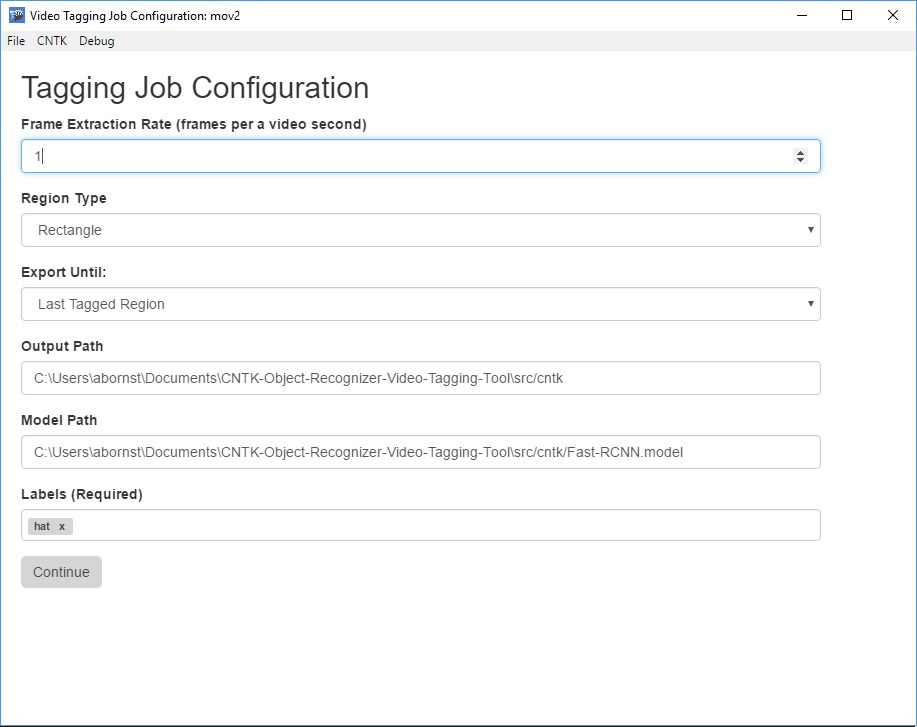 Video Tagging Job Configuration: mov2
File CNTK Debug
Tagging Job Configuration
Frame Extraction Rate (frames per a video second)
1
Region Type
Rectangle
Export Until:
Last Tagged Region
Output Path
C:\Users\abornst\Documents\CNTK-Object-Recognizer-Video-Tagging-Tool\src/cntk
Model Path
C:\Users\abornst\Documents\CNTK-Object-Recognizer-Video-Tagging-Tool\src/cntk/Fast-RCNN.model
Labels (Required)
hat x
Continue